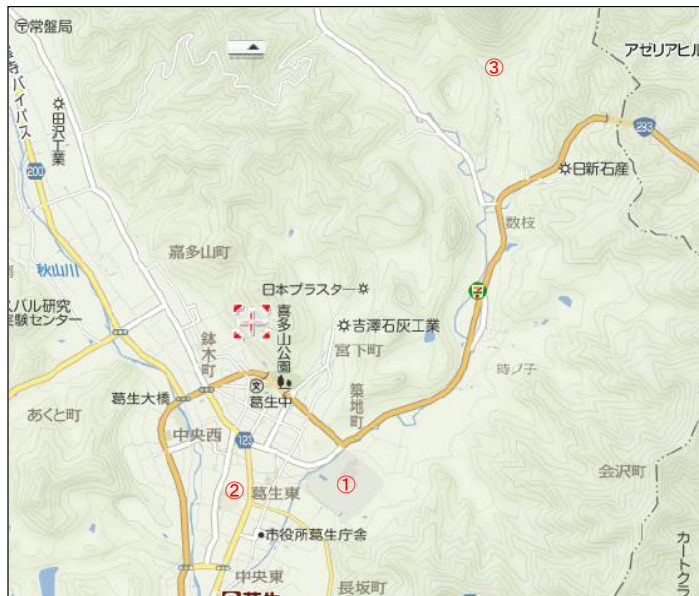 〒常盤局
アゼリアヒル
③
バイパス
田沢工業
293
200
日新石産
数枝
嘉多山町
秋山川
日本プラスター
スバル研究
実験センター
吉澤石灰工業
喜多山公園
鉢木町
宮下町
時ノ子
築地町
葛生大橋
葛生中
あくと町
中央西
123
会沢町
①
②
葛生東
市役所葛生庁舎
カートクラ
中央東
長坂町
葛生